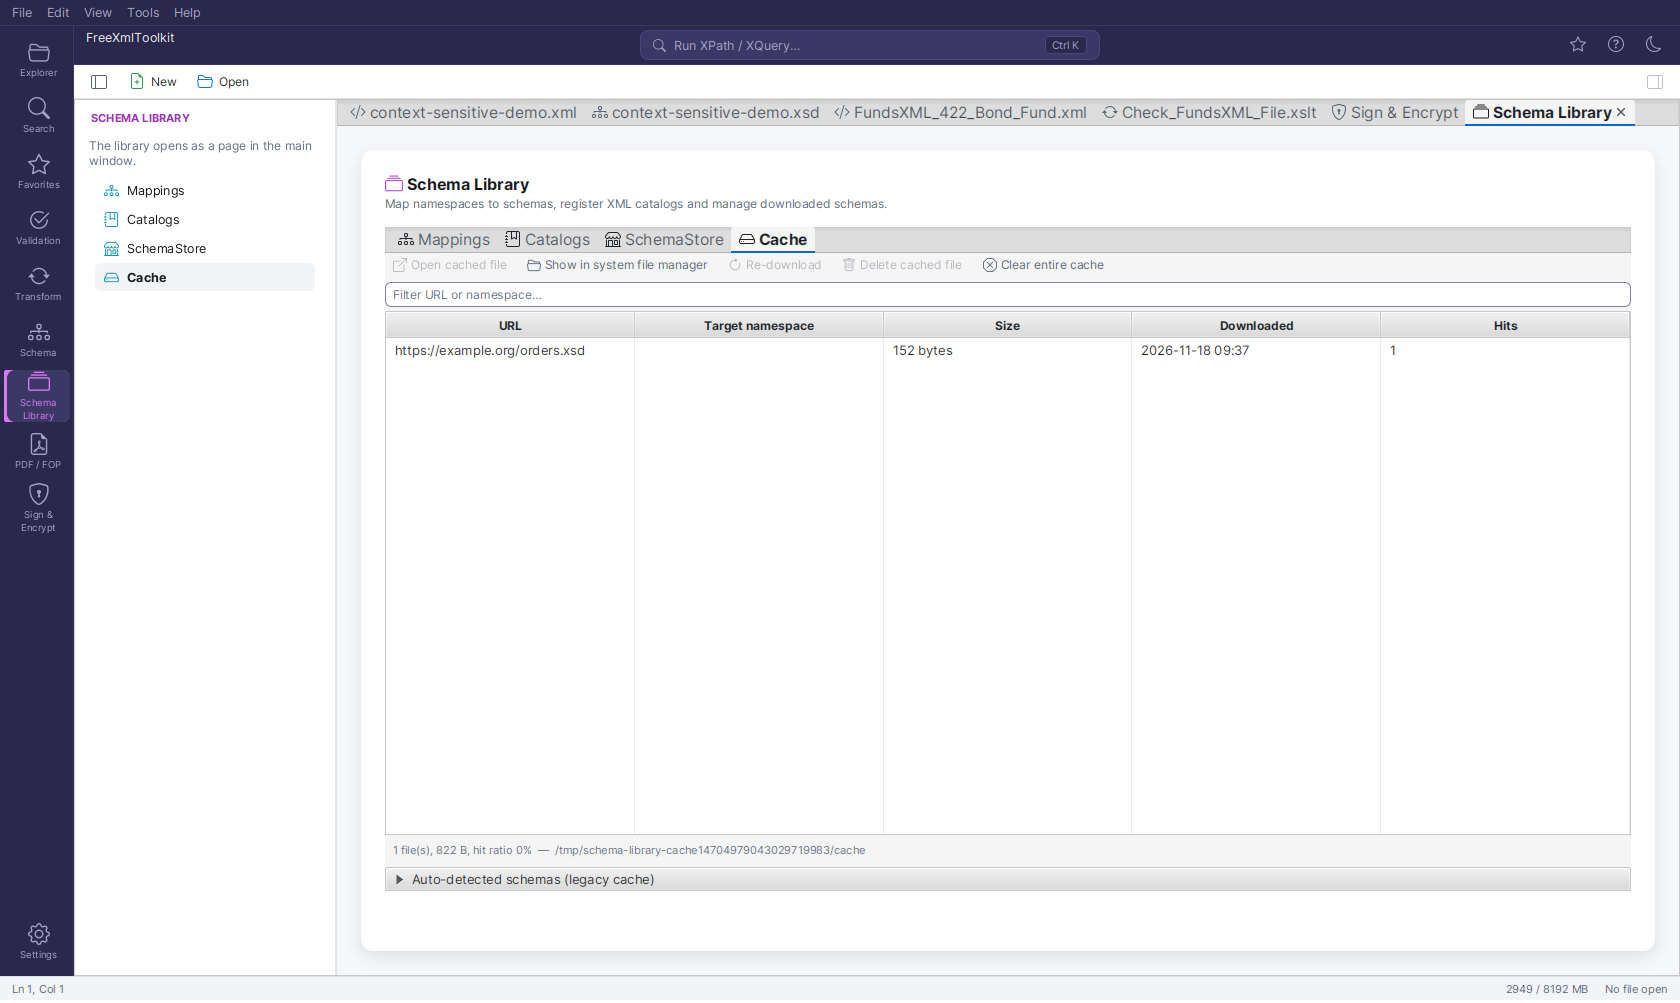 File Edit View Tools Help
FreeXmlToolkit
Run XPath / XQuery...
Ctrl K
Explorer
Search
Favorites
Validation
Transform
Schema
Schema
Library
PDF / FOP
Sign &
Encrypt
Settings
New Open
SCHEMA LIBRARY
The library opens as a page in the main
window.
Mappings
Catalogs
SchemaStore
Cache
context-sensitive-demo.xml context-sensitive-demo.xsd FundsXML_422_Bond_Fund.xml Check_FundsXML_File.xslt Sign & Encrypt Schema Library
Schema Library
Map namespaces to schemas, register XML catalogs and manage downloaded schemas.
Mappings Catalogs SchemaStore Cache
Open cached file Show in system file manager Re-download Delete cached file Clear entire cache
Filter URL or namespace...
URL Target namespace Size Downloaded Hits
https://example.org/orders.xsd 152 bytes 2026-11-18 09:37 1
1 file(s), 822 B, hit ratio 0% — /tmp/schema-library-cache14704979043029719983/cache
Auto-detected schemas (legacy cache)
Ln 1, Col 1
2949 / 8192 MB No file open